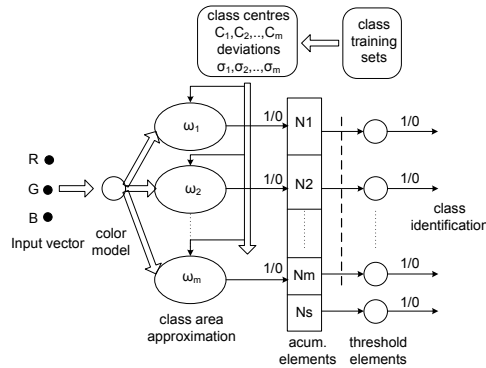 class centres
C1,C2,..,Cm
deviations
σ1,σ2,..,σm
class
training
sets
ω1
1/0
N1
1/0
R
G
B
Input vector
color
model
ω2
1/0
N2
1/0
class
identificatior
ωm
1/0
Nm
1/0
Ns
1/0
class area
approximation
acum.
elements
threshold
elements